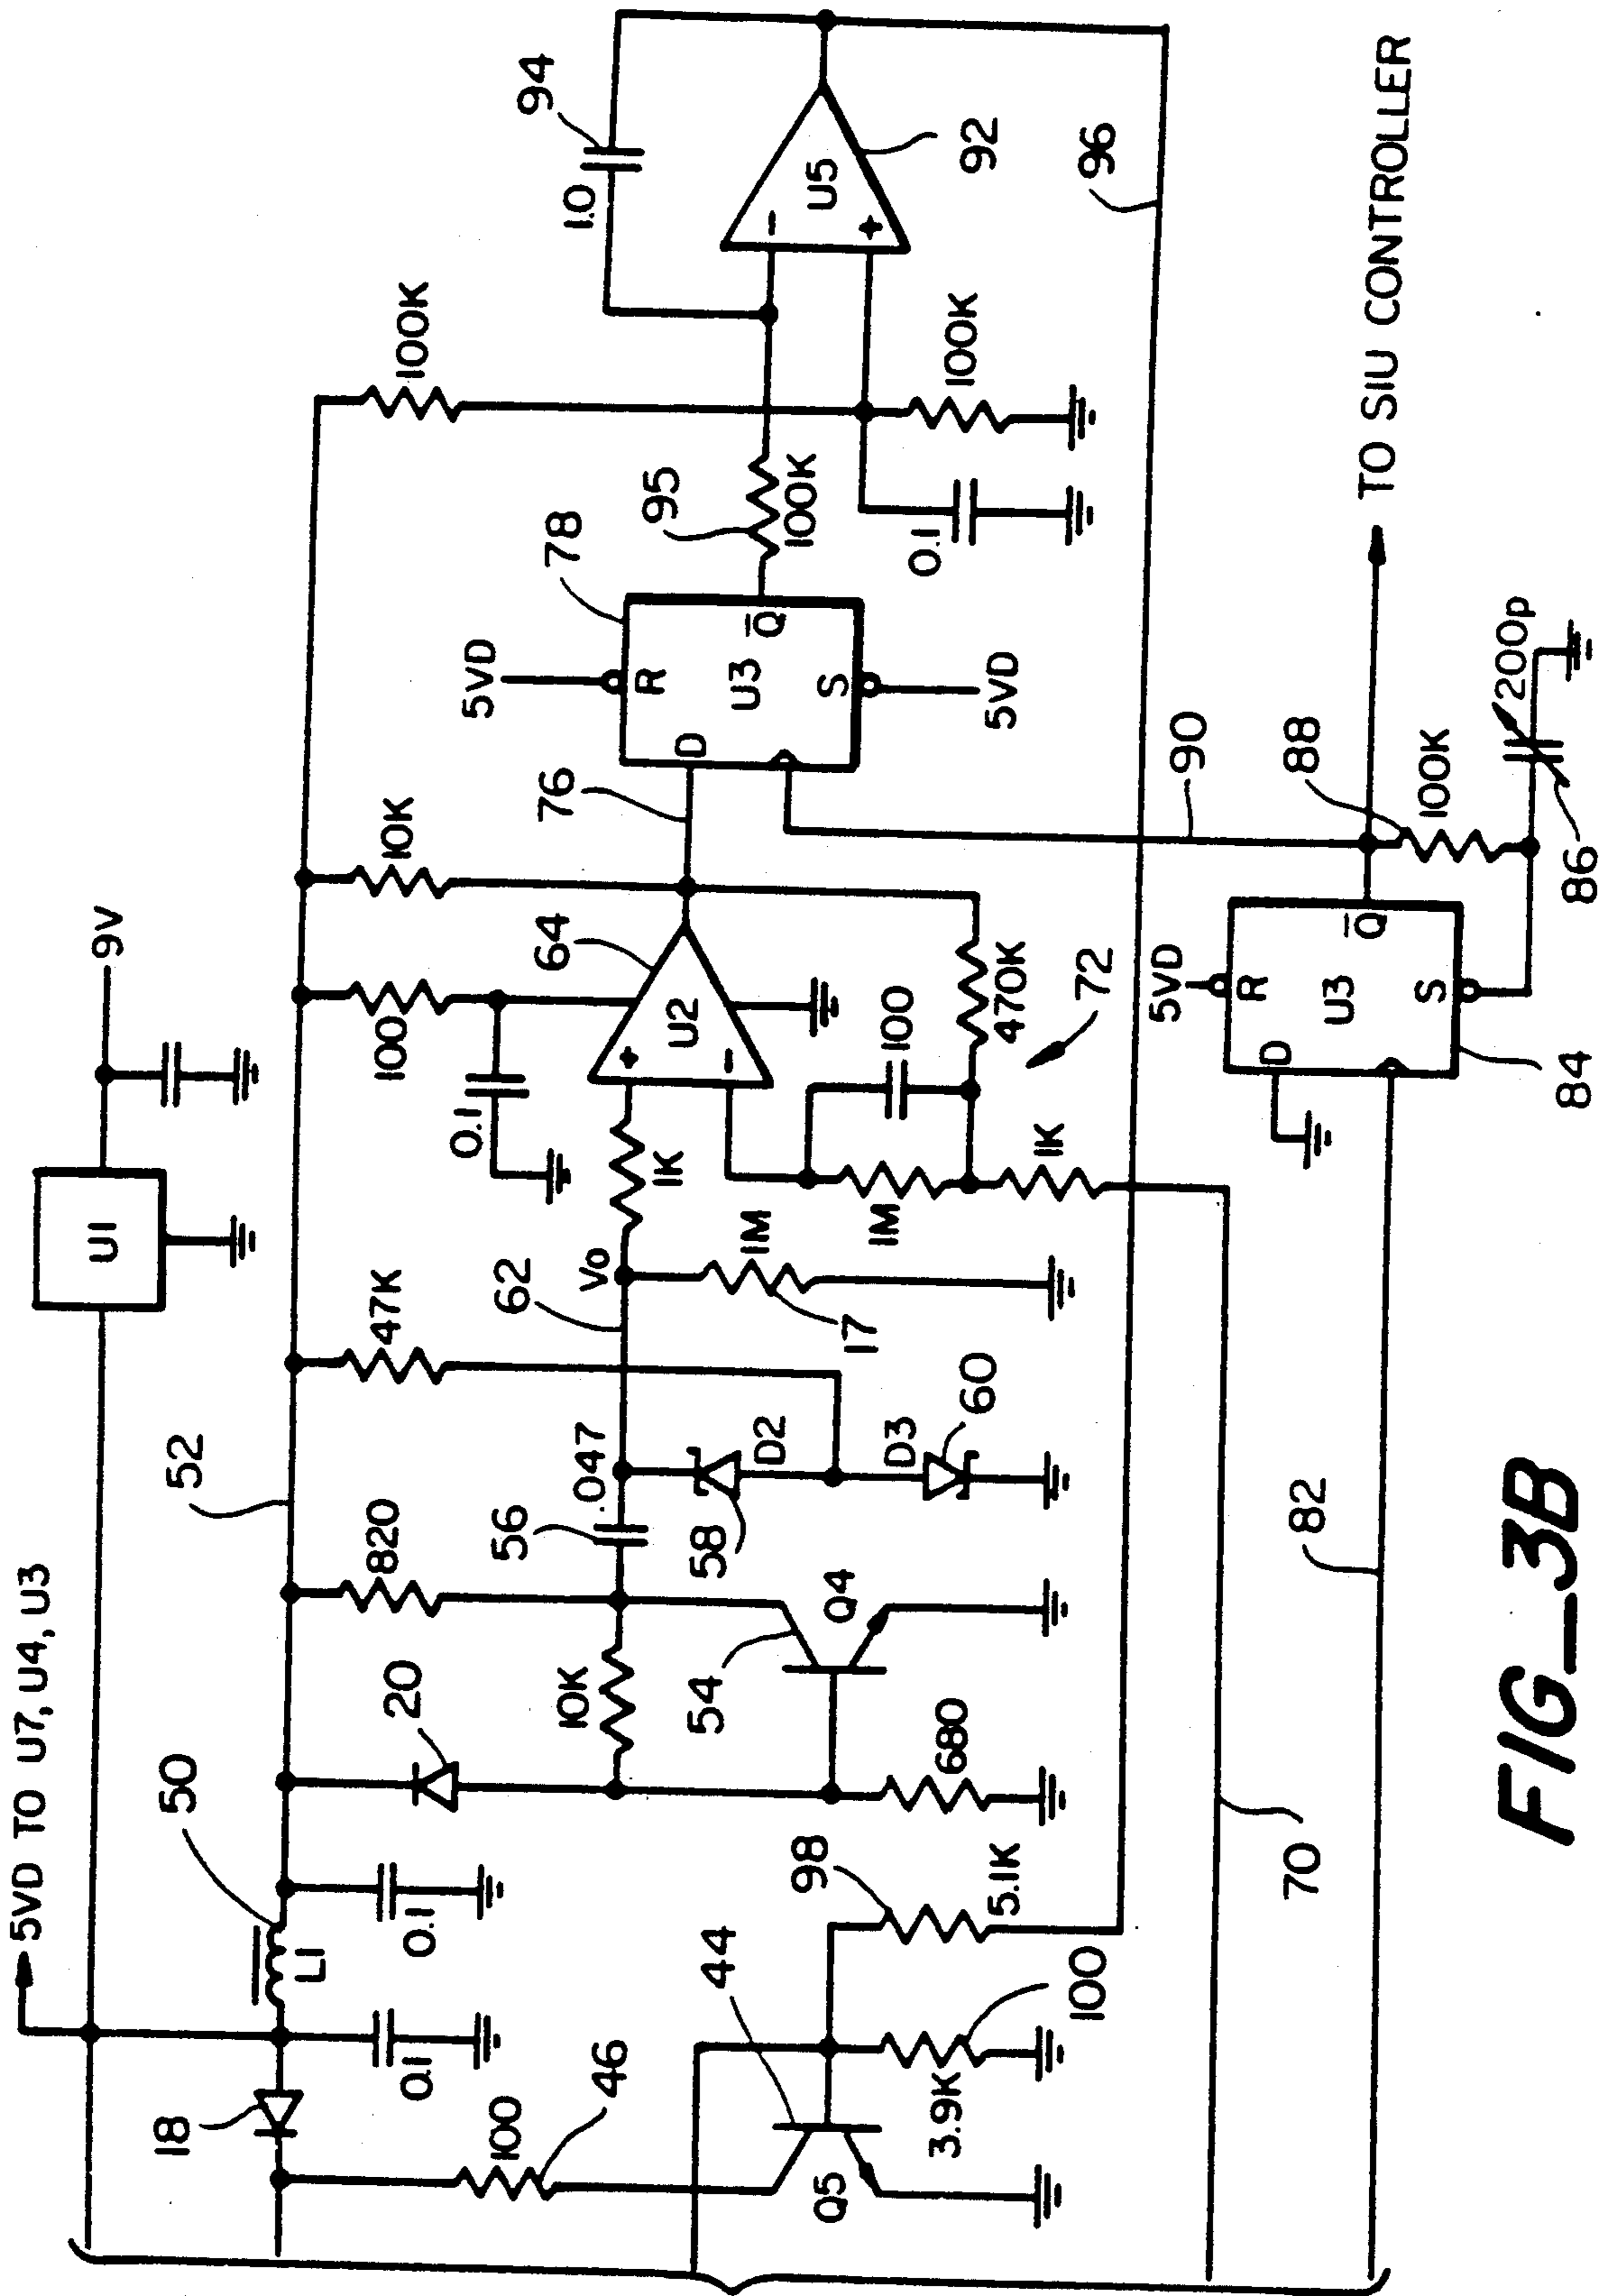 5VD TO U7, U4, U3
U1
9V
18
50
L1
0.1
0.1
52
20
820
47K
100
10K
100K
100
46
10K
56
.047
62
Vo
1K
0.1
64
U2
+
-
76
5VD
78
R
D
U3
Q
S
5VD
95
100K
94
1.0
U5
-
+
92
44
Q5
98
5.1K
680
54
Q4
58
D2
D3
60
17
1M
1M
100
470K
1K
72
0.1
100K
96
3.9K
100
90
70
82
5VD
R
D
U3
Q
S
84
88
100K
200p
86
TO SIU CONTROLLER
FIG_3B